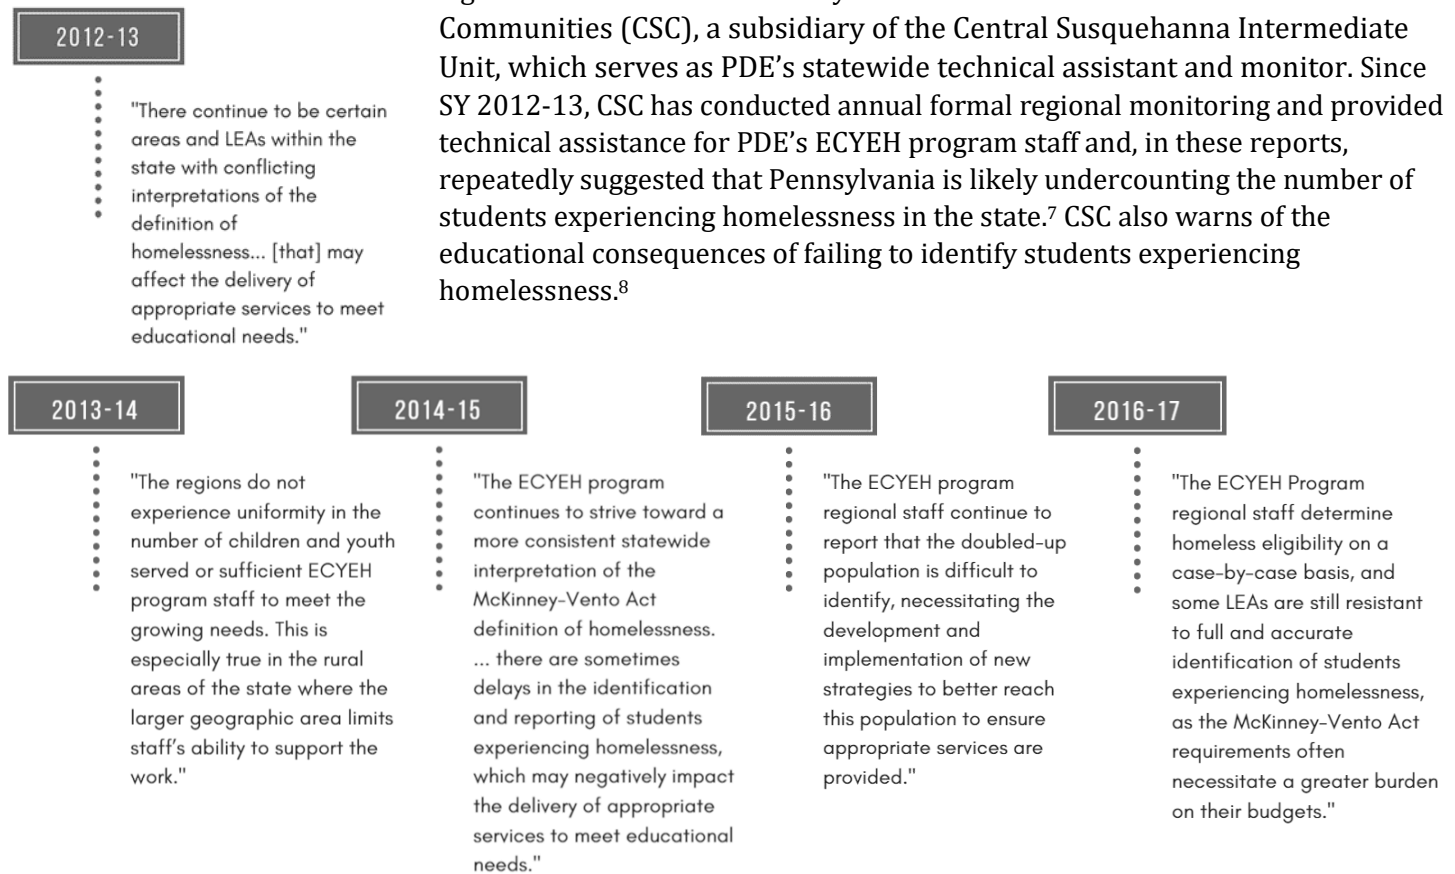 Communities (CSC), a subsidiary of the Central Susquehanna Intermediate
Unit, which serves as PDE’s statewide technical assistant and monitor. Since
SY 2012-13, CSC has conducted annual formal regional monitoring and provided
technical assistance for PDE’s ECYEH program staff and, in these reports,
repeatedly suggested that Pennsylvania is likely undercounting the number of
students experiencing homelessness in the state.⁷ CSC also warns of the
educational consequences of failing to identify students experiencing
homelessness.⁸
2012-13
"There continue to be certain
areas and LEAs within the
state with conflicting
interpretations of the
definition of
homelessness... [that] may
affect the delivery of
appropriate services to meet
educational needs."
2013-14
"The regions do not
experience uniformity in the
number of children and youth
served or sufficient ECYEH
program staff to meet the
growing needs. This is
especially true in the rural
areas of the state where the
larger geographic area limits
staff's ability to support the
work."
2014-15
"The ECYEH program
continues to strive toward a
more consistent statewide
interpretation of the
McKinney-Vento Act
definition of homelessness.
... there are sometimes
delays in the identification
and reporting of students
experiencing homelessness,
which may negatively impact
the delivery of appropriate
services to meet educational
needs."
2015-16
"The ECYEH program
regional staff continue to
report that the doubled-up
population is difficult to
identify, necessitating the
development and
implementation of new
strategies to better reach
this population to ensure
appropriate services are
provided."
2016-17
"The ECYEH Program
regional staff determine
homeless eligibility on a
case-by-case basis, and
some LEAs are still resistant
to full and accurate
identification of students
experiencing homelessness,
as the McKinney-Vento Act
requirements often
necessitate a greater burden
on their budgets."